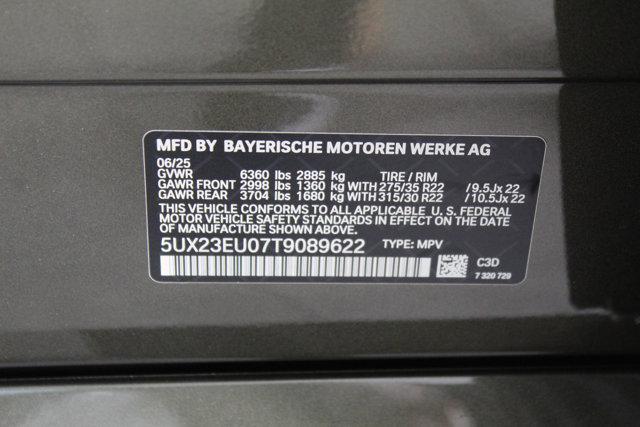 MFD BY BAYERISCHE MOTOREN WERKE AG
06/25
GVWR 6360 lbs 2885 kg TIRE / RIM
GAWR FRONT 2998 lbs 1360 kg WITH 275/35 R22 / 9.5Jx 22
GAWR REAR 3704 lbs 1680 kg WITH 315/30 R22 / 10.5Jx 22
THIS VEHICLE CONFORMS TO ALL APPLICABLE U. S. FEDERAL
MOTOR VEHICLE SAFETY STANDARDS IN EFFECT ON THE DATE
OF MANUFACTURE SHOWN ABOVE.
5UX23EU07T9089622 TYPE: MPV
C3D
7 320 729